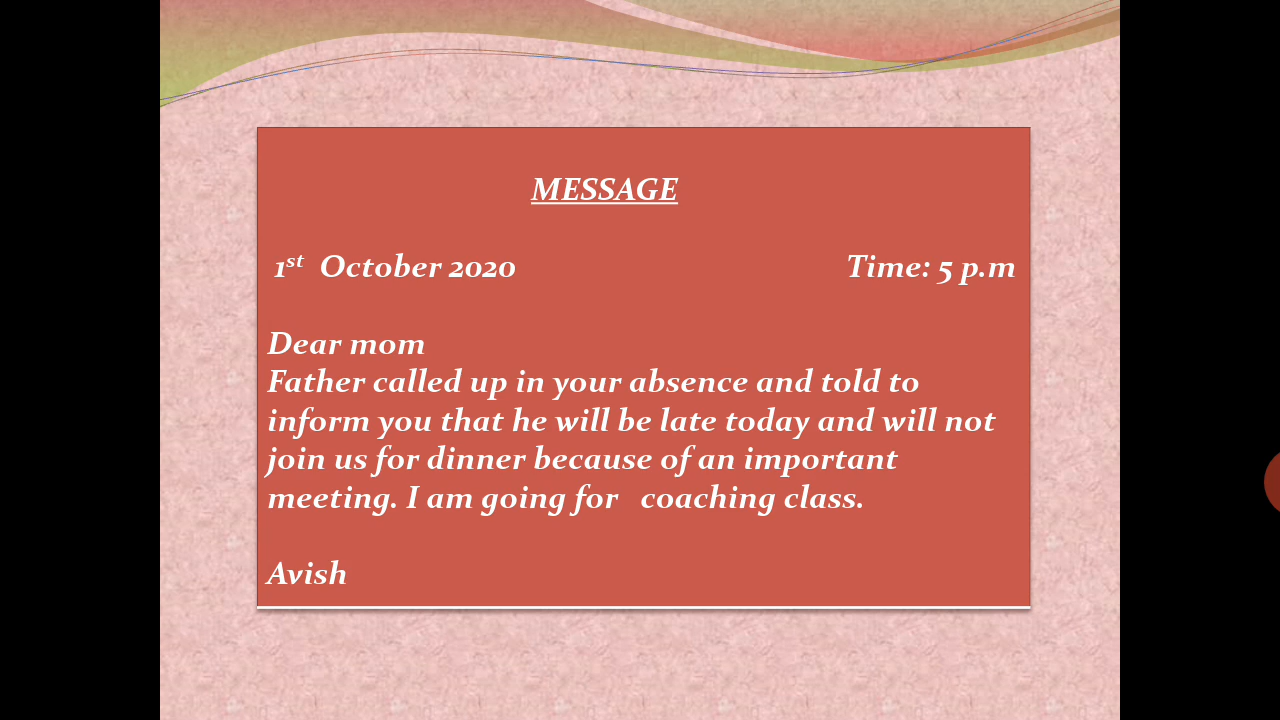 MESSAGE
1st October 2020 Time: 5 p.m
Dear mom
Father called up in your absence and told to
inform you that he will be late today and will not
join us for dinner because of an important
meeting. I am going for coaching class.
Avish